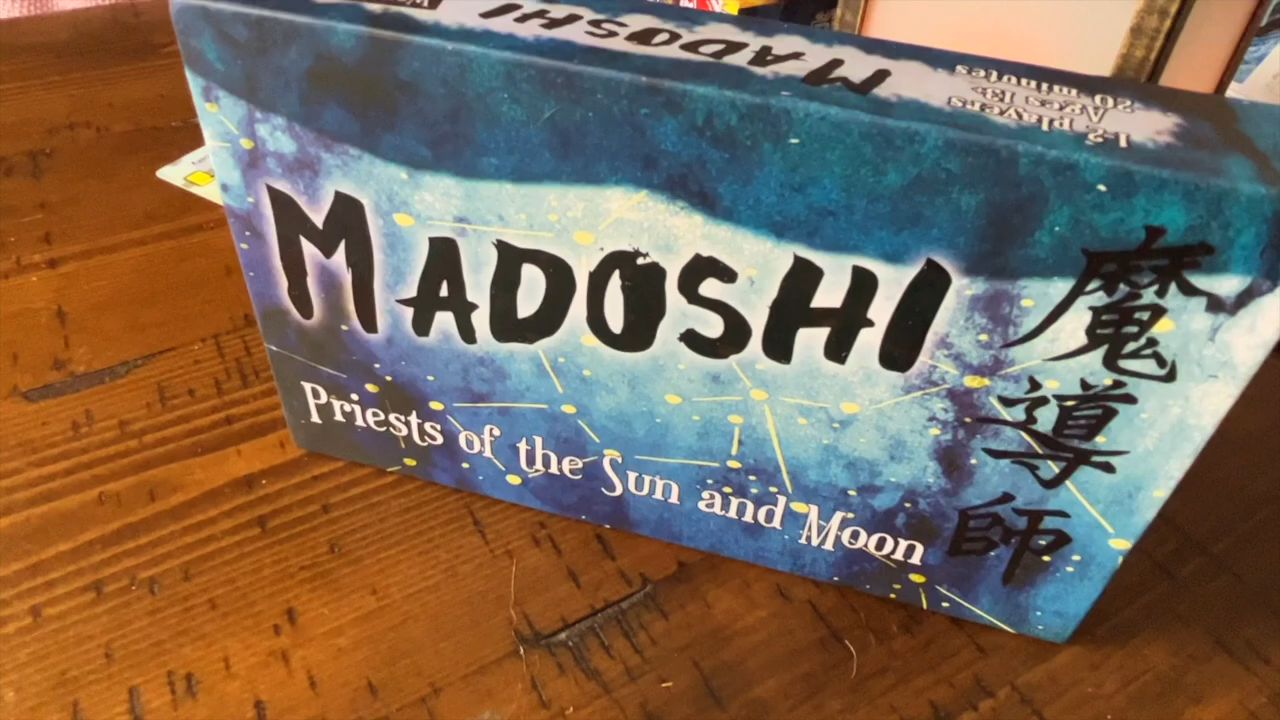 MADOSHI
1-2 players
Ages 13+
20 minutes
MADOSHI
Priests of the Sun and Moon
魔導師